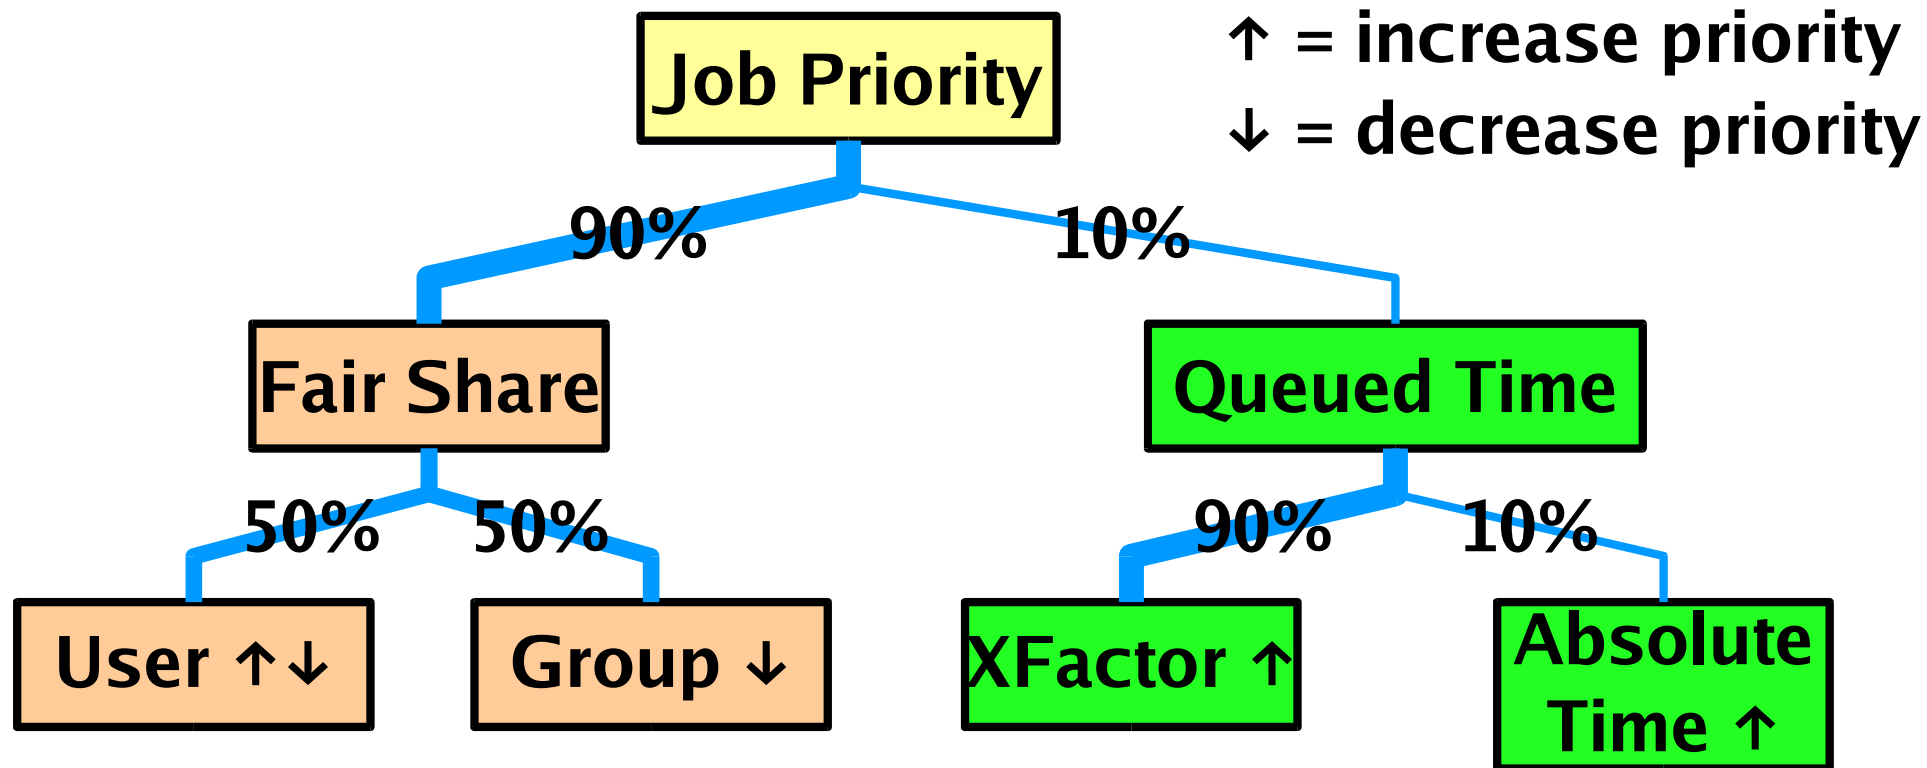 Job Priority
↑ = increase priority
↓ = decrease priority
90%
10%
Fair Share
Queued Time
50%
50%
90%
10%
User ↑↓
Group ↓
XFactor ↑
Absolute
Time ↑